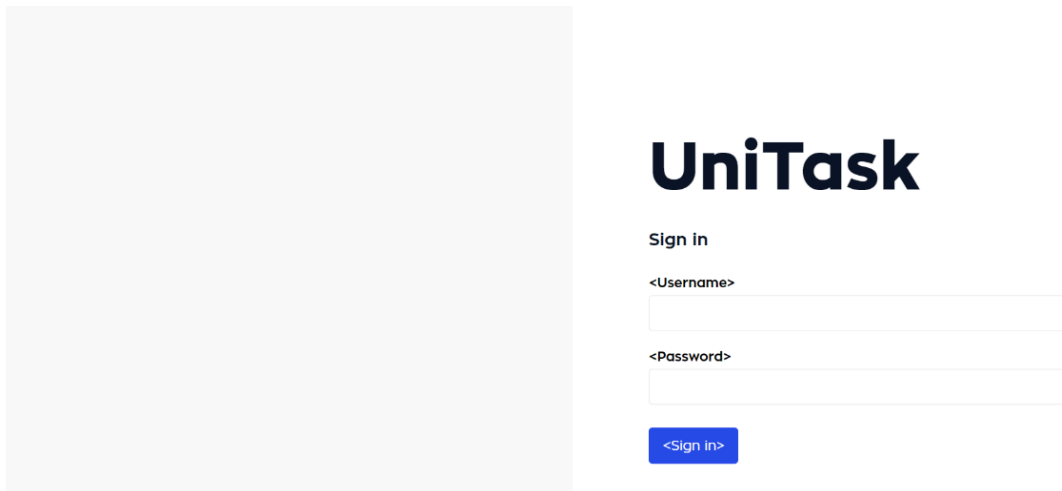 UniTask
Sign in
<Username>
<Password>
<Sign in>